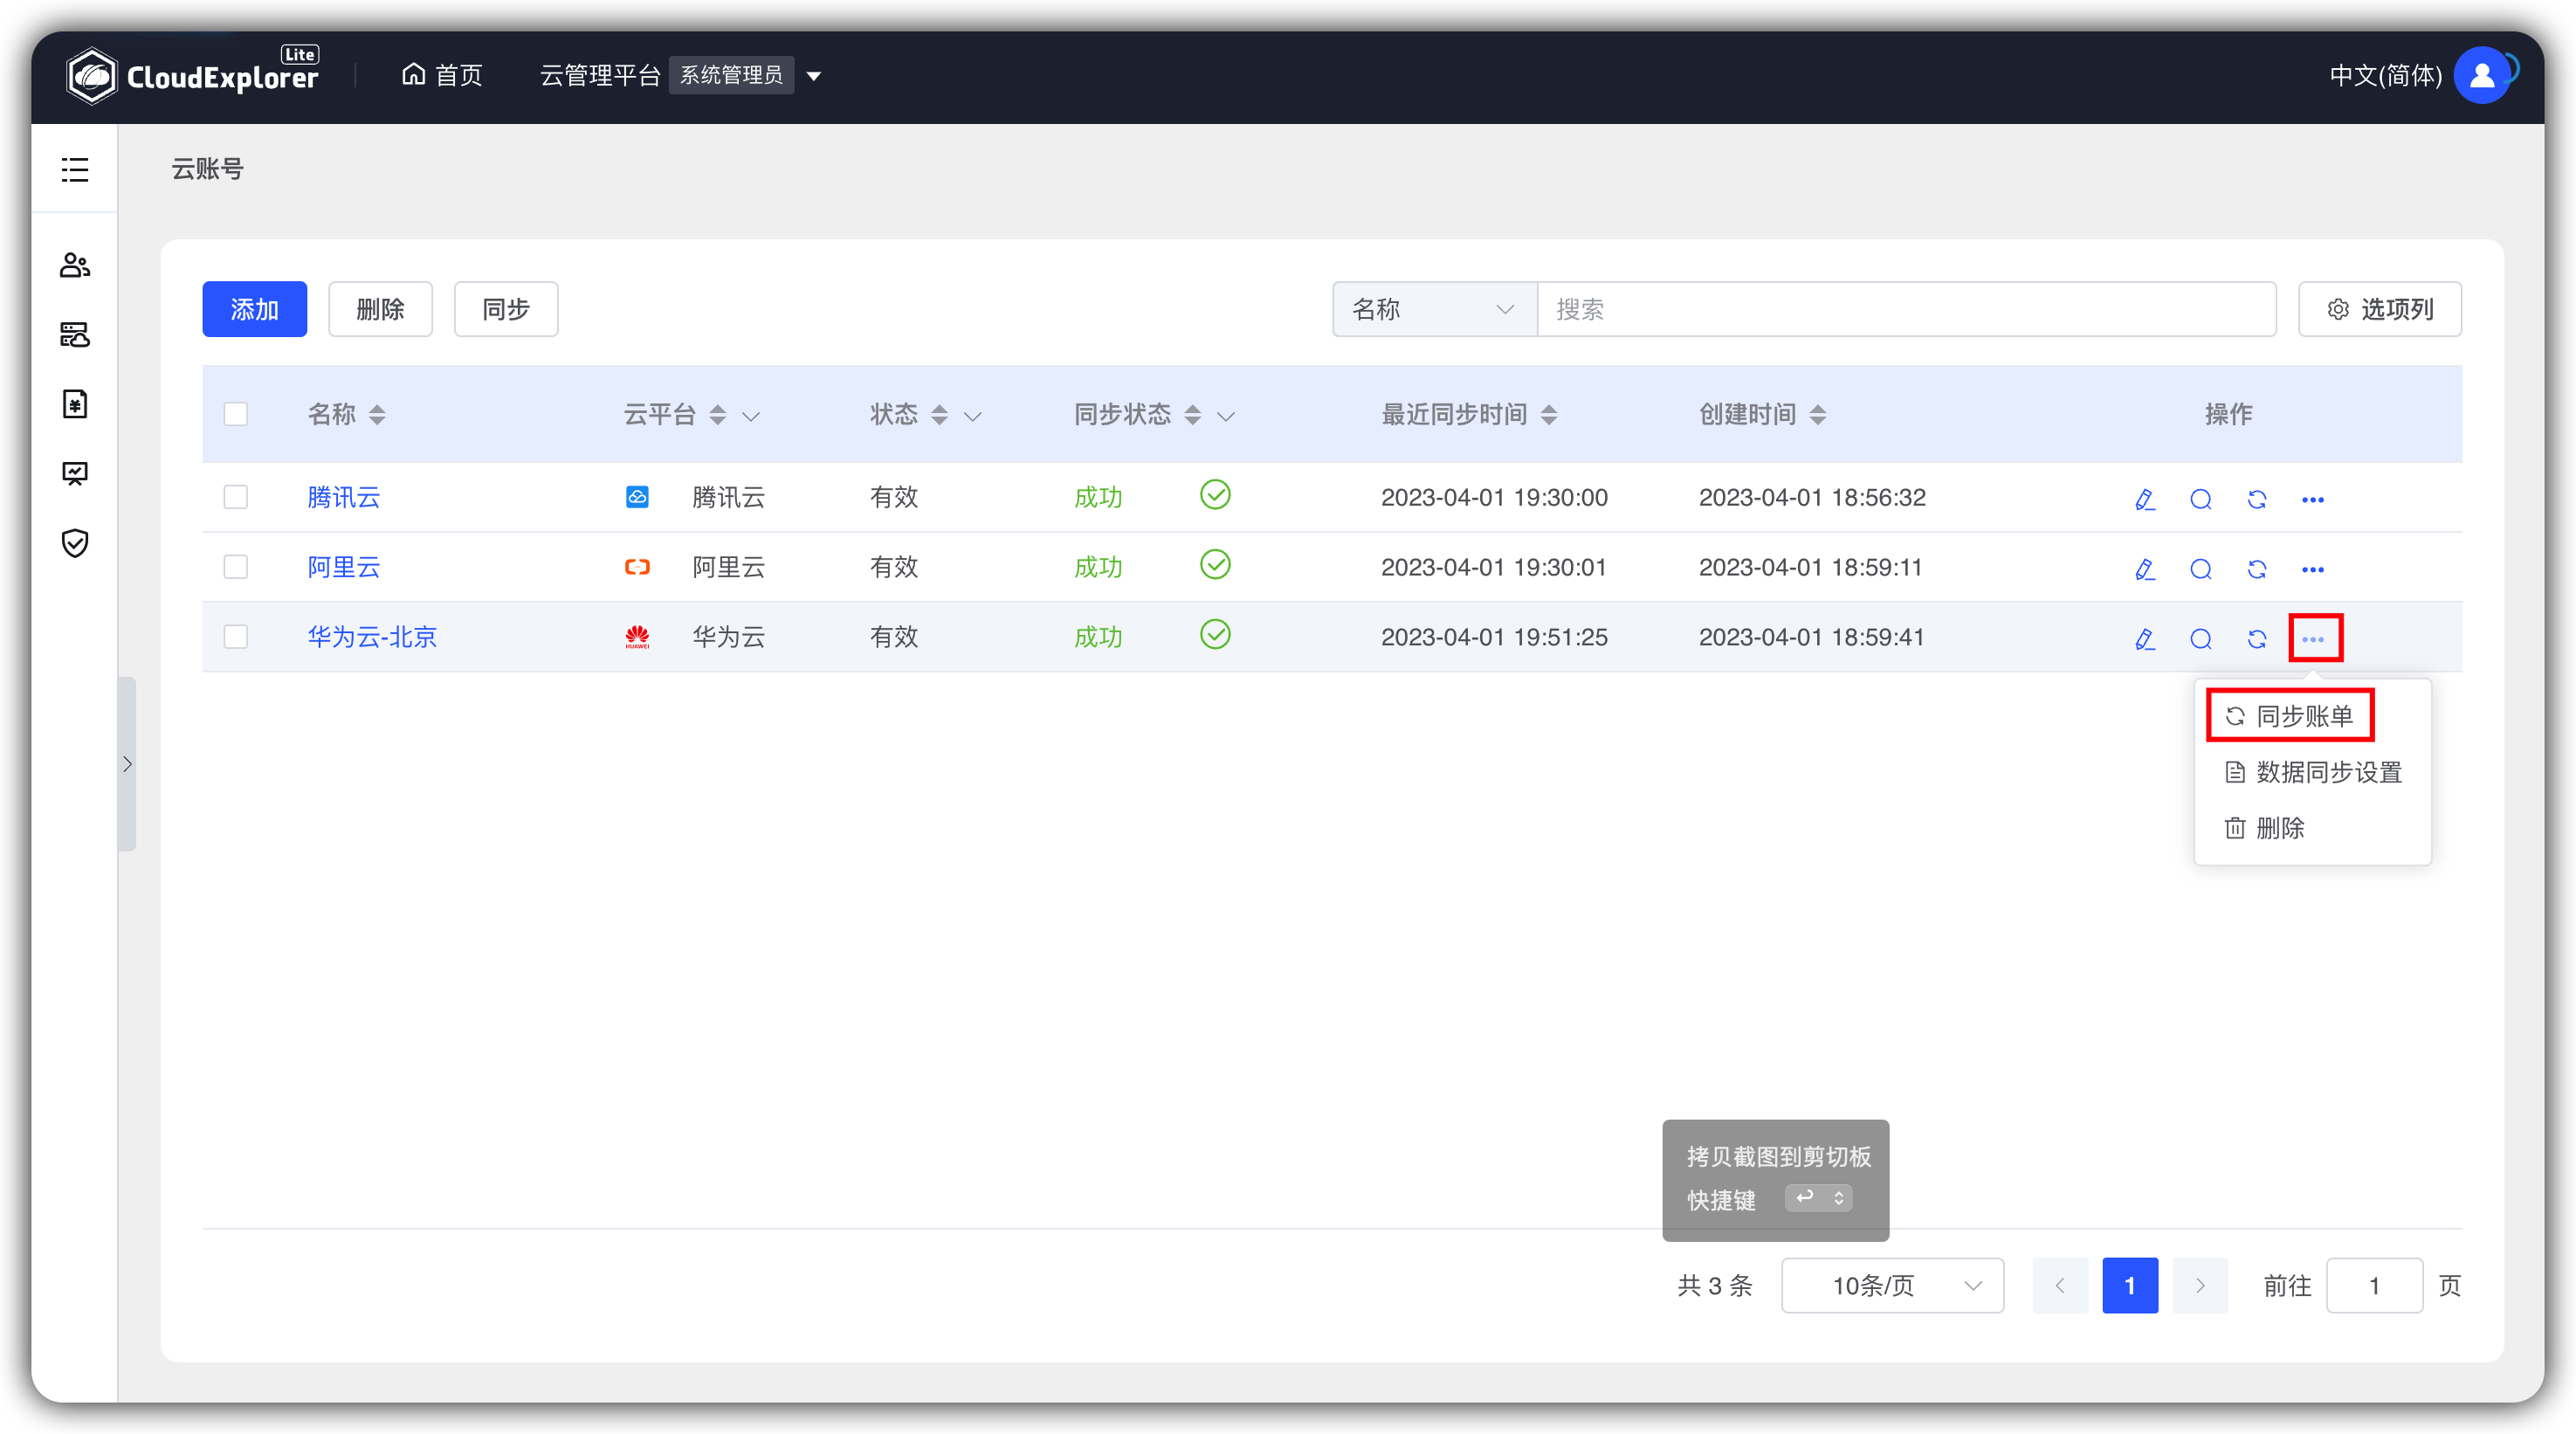 CloudExplorer Lite 首页 云管理平台 系统管理员 中文(简体)
云账号
添加 删除 同步 名称 搜索 选项列
名称 云平台 状态 同步状态 最近同步时间 创建时间 操作
腾讯云 腾讯云 有效 成功 2023-04-01 19:30:00 2023-04-01 18:56:32
阿里云 阿里云 有效 成功 2023-04-01 19:30:01 2023-04-01 18:59:11
华为云-北京 HUAWEI 华为云 有效 成功 2023-04-01 19:51:25 2023-04-01 18:59:41
同步账单
数据同步设置
删除
拷贝截图到剪切板
快捷键
共 3 条 10条/页 1 前往 1 页